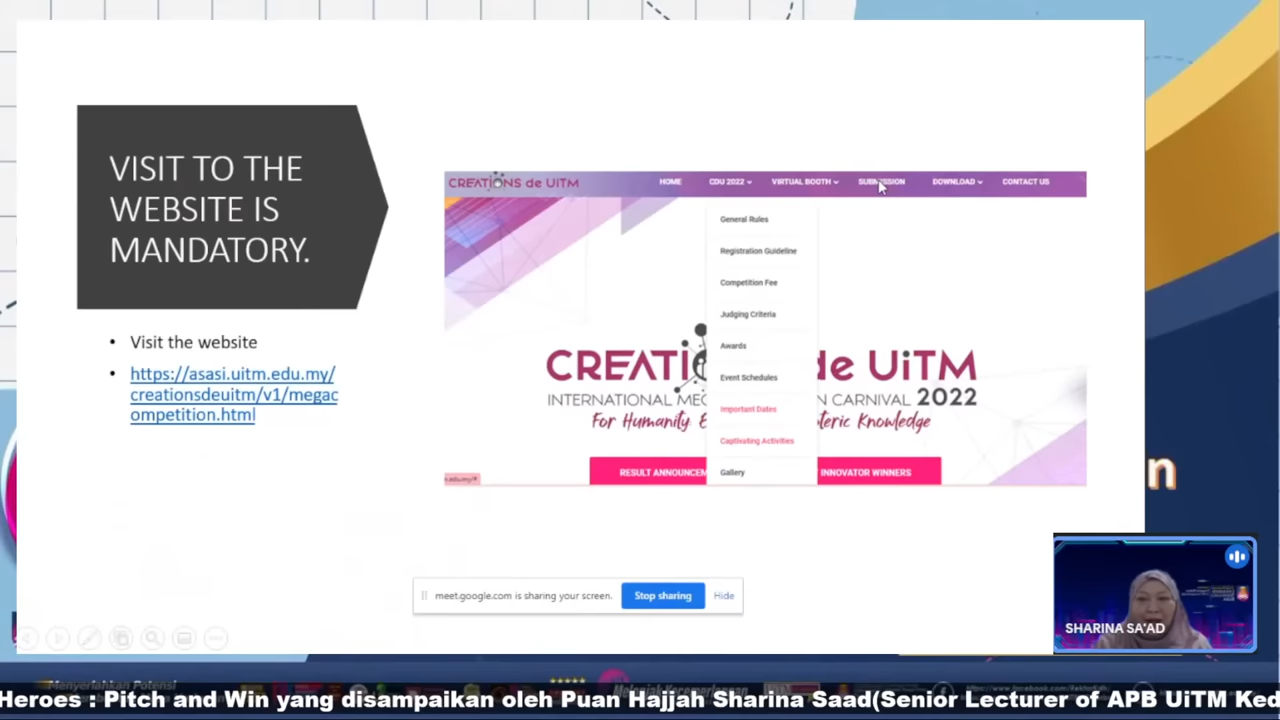 VISIT TO THE
WEBSITE IS
MANDATORY.
• Visit the website
• https://asasi.uitm.edu.my/
creationsdeuitm/v1/megac
ompetition.html
CREATIONS de UiTM
HOME CDU 2022 VIRTUAL BOOTH SUBMISSION DOWNLOAD CONTACT US
General Rules
Registration Guideline
Competition Fee
Judging Criteria
Awards
Event Schedules
Important Dates
Captivating Activities
Gallery
CREATI de UiTM
INTERNATIONAL N CARNIVAL 2022
For Humanity teric Knowledge
RESULT ANNOUNCEM INNOVATOR WINNERS
n
meet.google.com is sharing your screen. Stop sharing Hide
SHARINA SA'AD
Menyeriahkan Potensi
Heroes : Pitch and Win yang disampaikan oleh Puan Hajjah Sharina Saad(Senior Lecturer of APB UiTM Ked